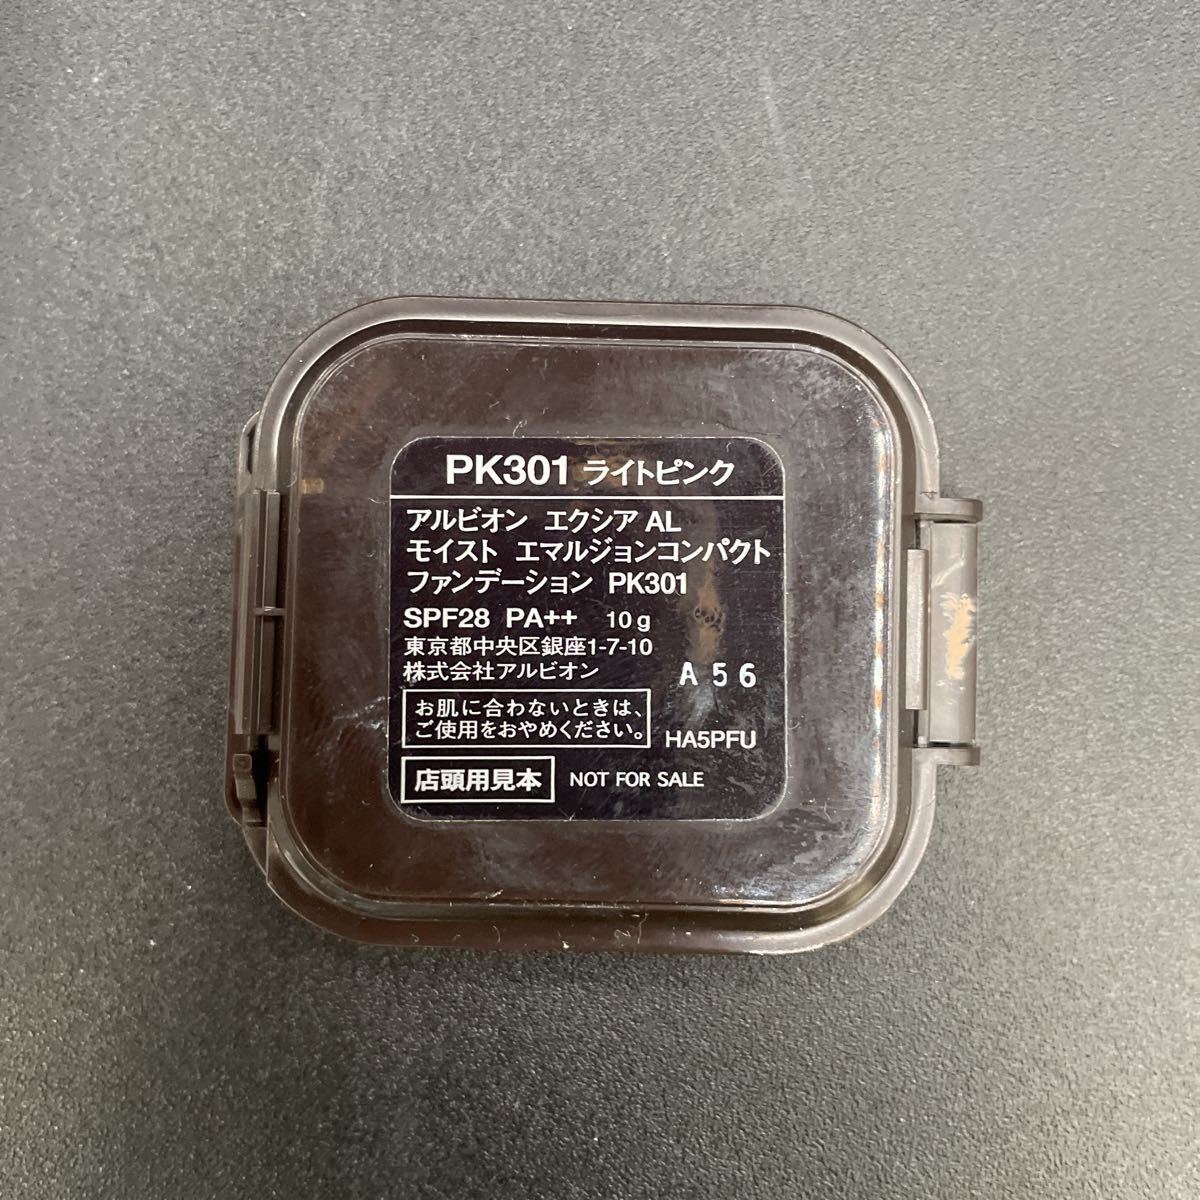 PK301 ライトピンク
アルビオン エクシア AL
モイスト エマルジョンコンパクト
ファンデーション PK301
SPF28 PA++ 10g
東京都中央区銀座1-7-10
株式会社アルビオン
A56
お肌に合わないときは、
ご使用をおやめください。
HA5PFU
店頭用見本 NOT FOR SALE